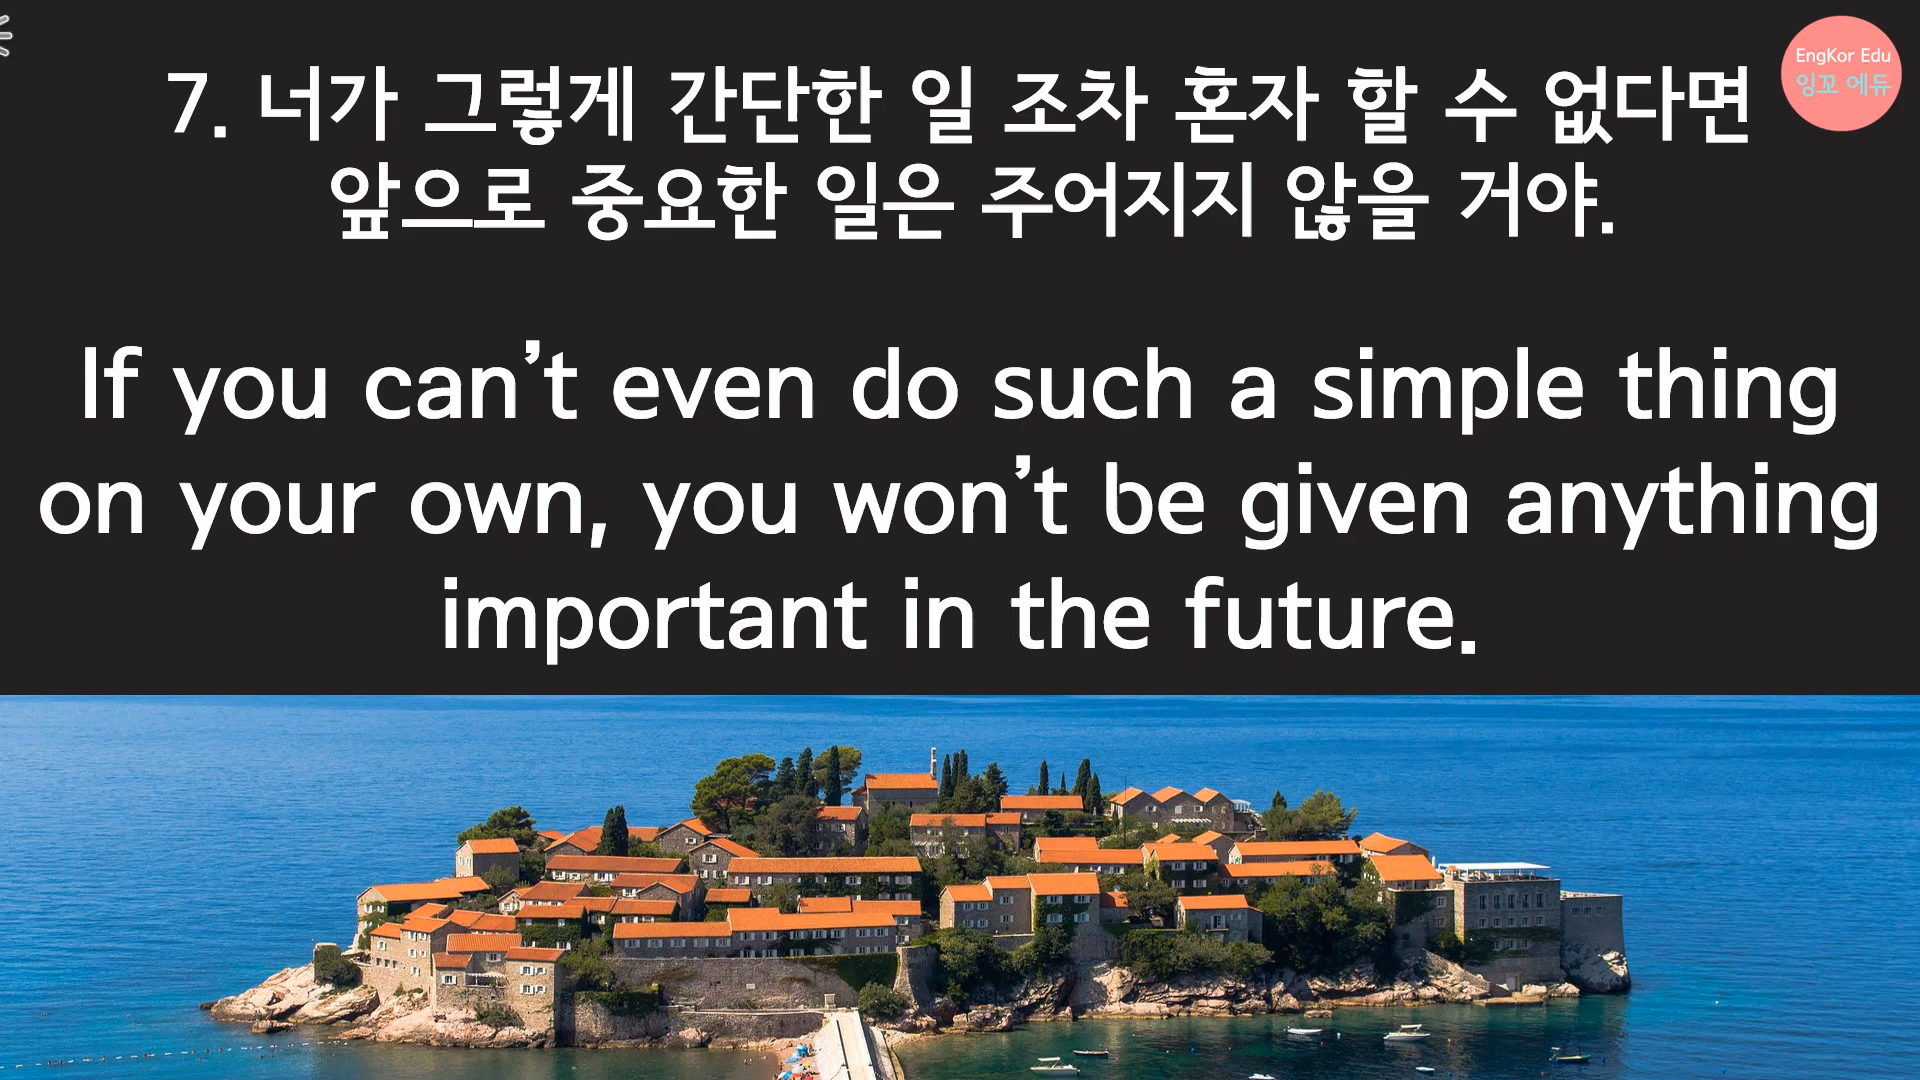 EngKor Edu
잉꼬 에듀
7. 너가 그렇게 간단한 일 조차 혼자 할 수 없다면
앞으로 중요한 일은 주어지지 않을 거야.
If you can’t even do such a simple thing
on your own, you won’t be given anything
important in the future.